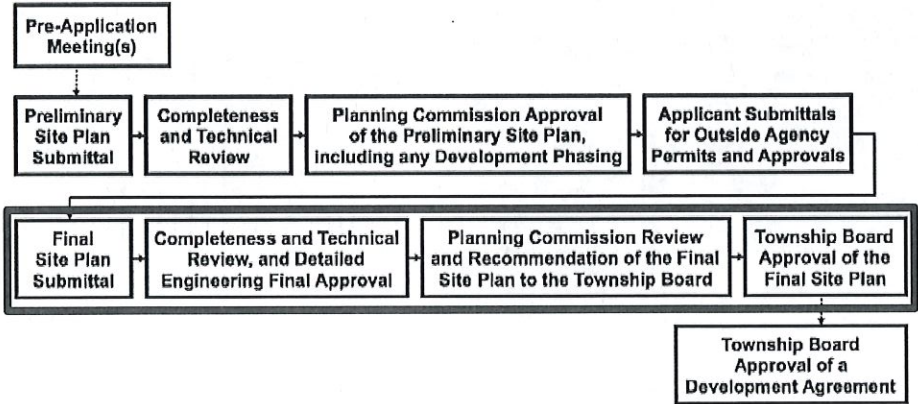 Pre-Application
Meeting(s)
Preliminary
Site Plan
Submittal
Completeness
and Technical
Review
Planning Commission Approval
of the Preliminary Site Plan,
including any Development Phasing
Applicant Submittals
for Outside Agency
Permits and Approvals
Final
Site Plan
Submittal
Completeness and Technical
Review, and Detailed
Engineering Final Approval
Planning Commission Review
and Recommendation of the Final
Site Plan to the Township Board
Township Board
Approval of the
Final Site Plan
Township Board
Approval of a
Development Agreement